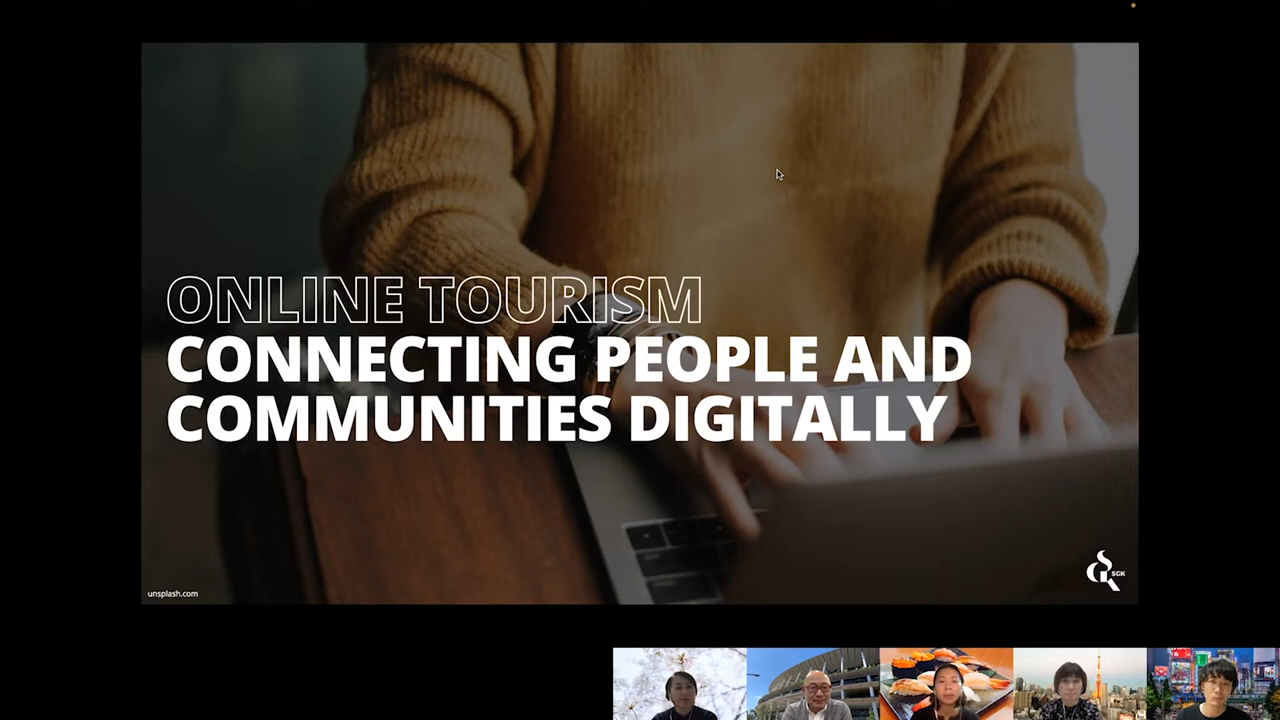 ONLINE TOURISM
CONNECTING PEOPLE AND
COMMUNITIES DIGITALLY
SGK
unsplash.com